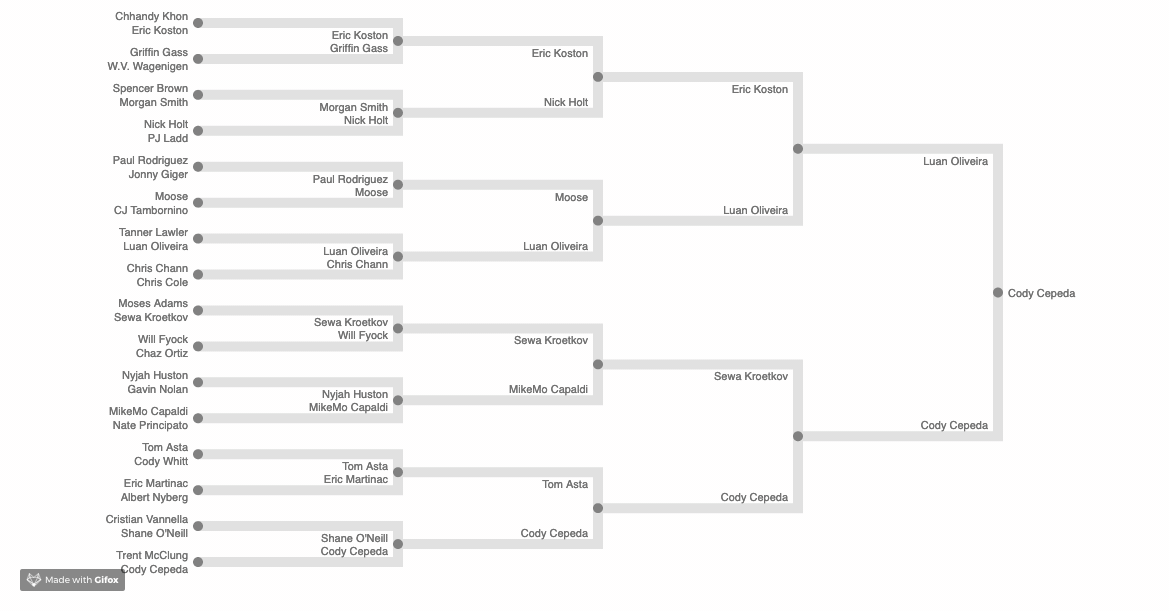 Chhandy Khon
Eric Koston
Griffin Gass
W.V. Wagenigen
Spencer Brown
Morgan Smith
Nick Holt
PJ Ladd
Paul Rodriguez
Jonny Giger
Moose
CJ Tambornino
Tanner Lawler
Luan Oliveira
Chris Chann
Chris Cole
Moses Adams
Sewa Kroetkov
Will Fyock
Chaz Ortiz
Nyjah Huston
Gavin Nolan
MikeMo Capaldi
Nate Principato
Tom Asta
Cody Whitt
Eric Martinac
Albert Nyberg
Cristian Vannella
Shane O'Neill
Trent McClung
Cody Cepeda
Eric Koston
Griffin Gass
Morgan Smith
Nick Holt
Paul Rodriguez
Moose
Luan Oliveira
Chris Chann
Sewa Kroetkov
Will Fyock
Nyjah Huston
MikeMo Capaldi
Tom Asta
Eric Martinac
Shane O'Neill
Cody Cepeda
Eric Koston
Nick Holt
Moose
Luan Oliveira
Sewa Kroetkov
MikeMo Capaldi
Tom Asta
Cody Cepeda
Eric Koston
Luan Oliveira
Sewa Kroetkov
Cody Cepeda
Luan Oliveira
Cody Cepeda
Cody Cepeda
Made with Gifox